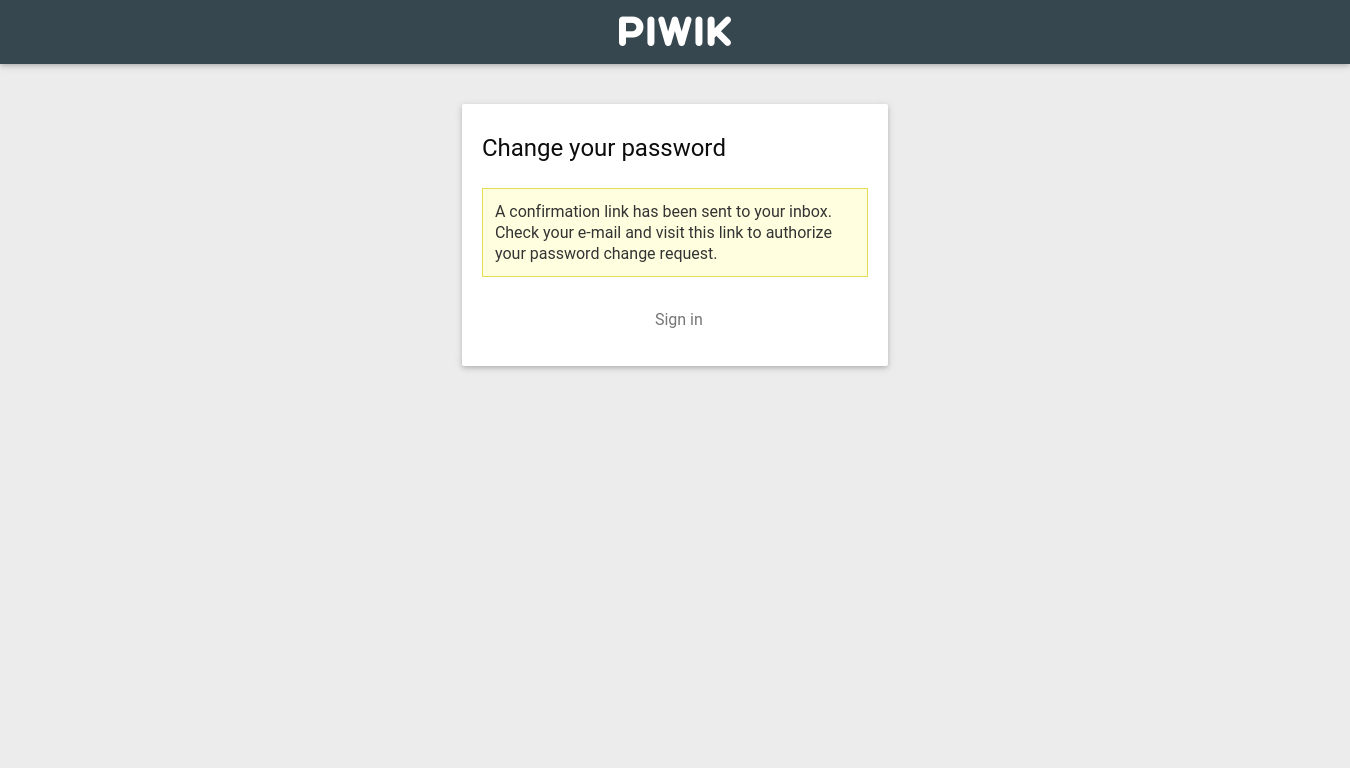 PIWIK
Change your password
A confirmation link has been sent to your inbox.
Check your e-mail and visit this link to authorize
your password change request.
Sign in